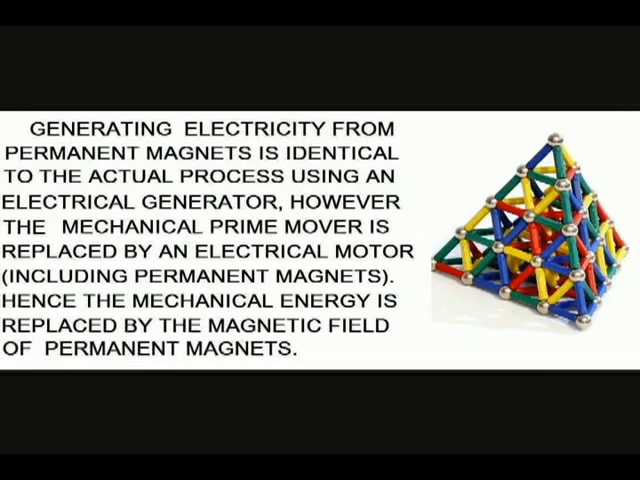 GENERATING ELECTRICITY FROM
PERMANENT MAGNETS IS IDENTICAL
TO THE ACTUAL PROCESS USING AN
ELECTRICAL GENERATOR, HOWEVER
THE MECHANICAL PRIME MOVER IS
REPLACED BY AN ELECTRICAL MOTOR
(INCLUDING PERMANENT MAGNETS).
HENCE THE MECHANICAL ENERGY IS
REPLACED BY THE MAGNETIC FIELD
OF PERMANENT MAGNETS.